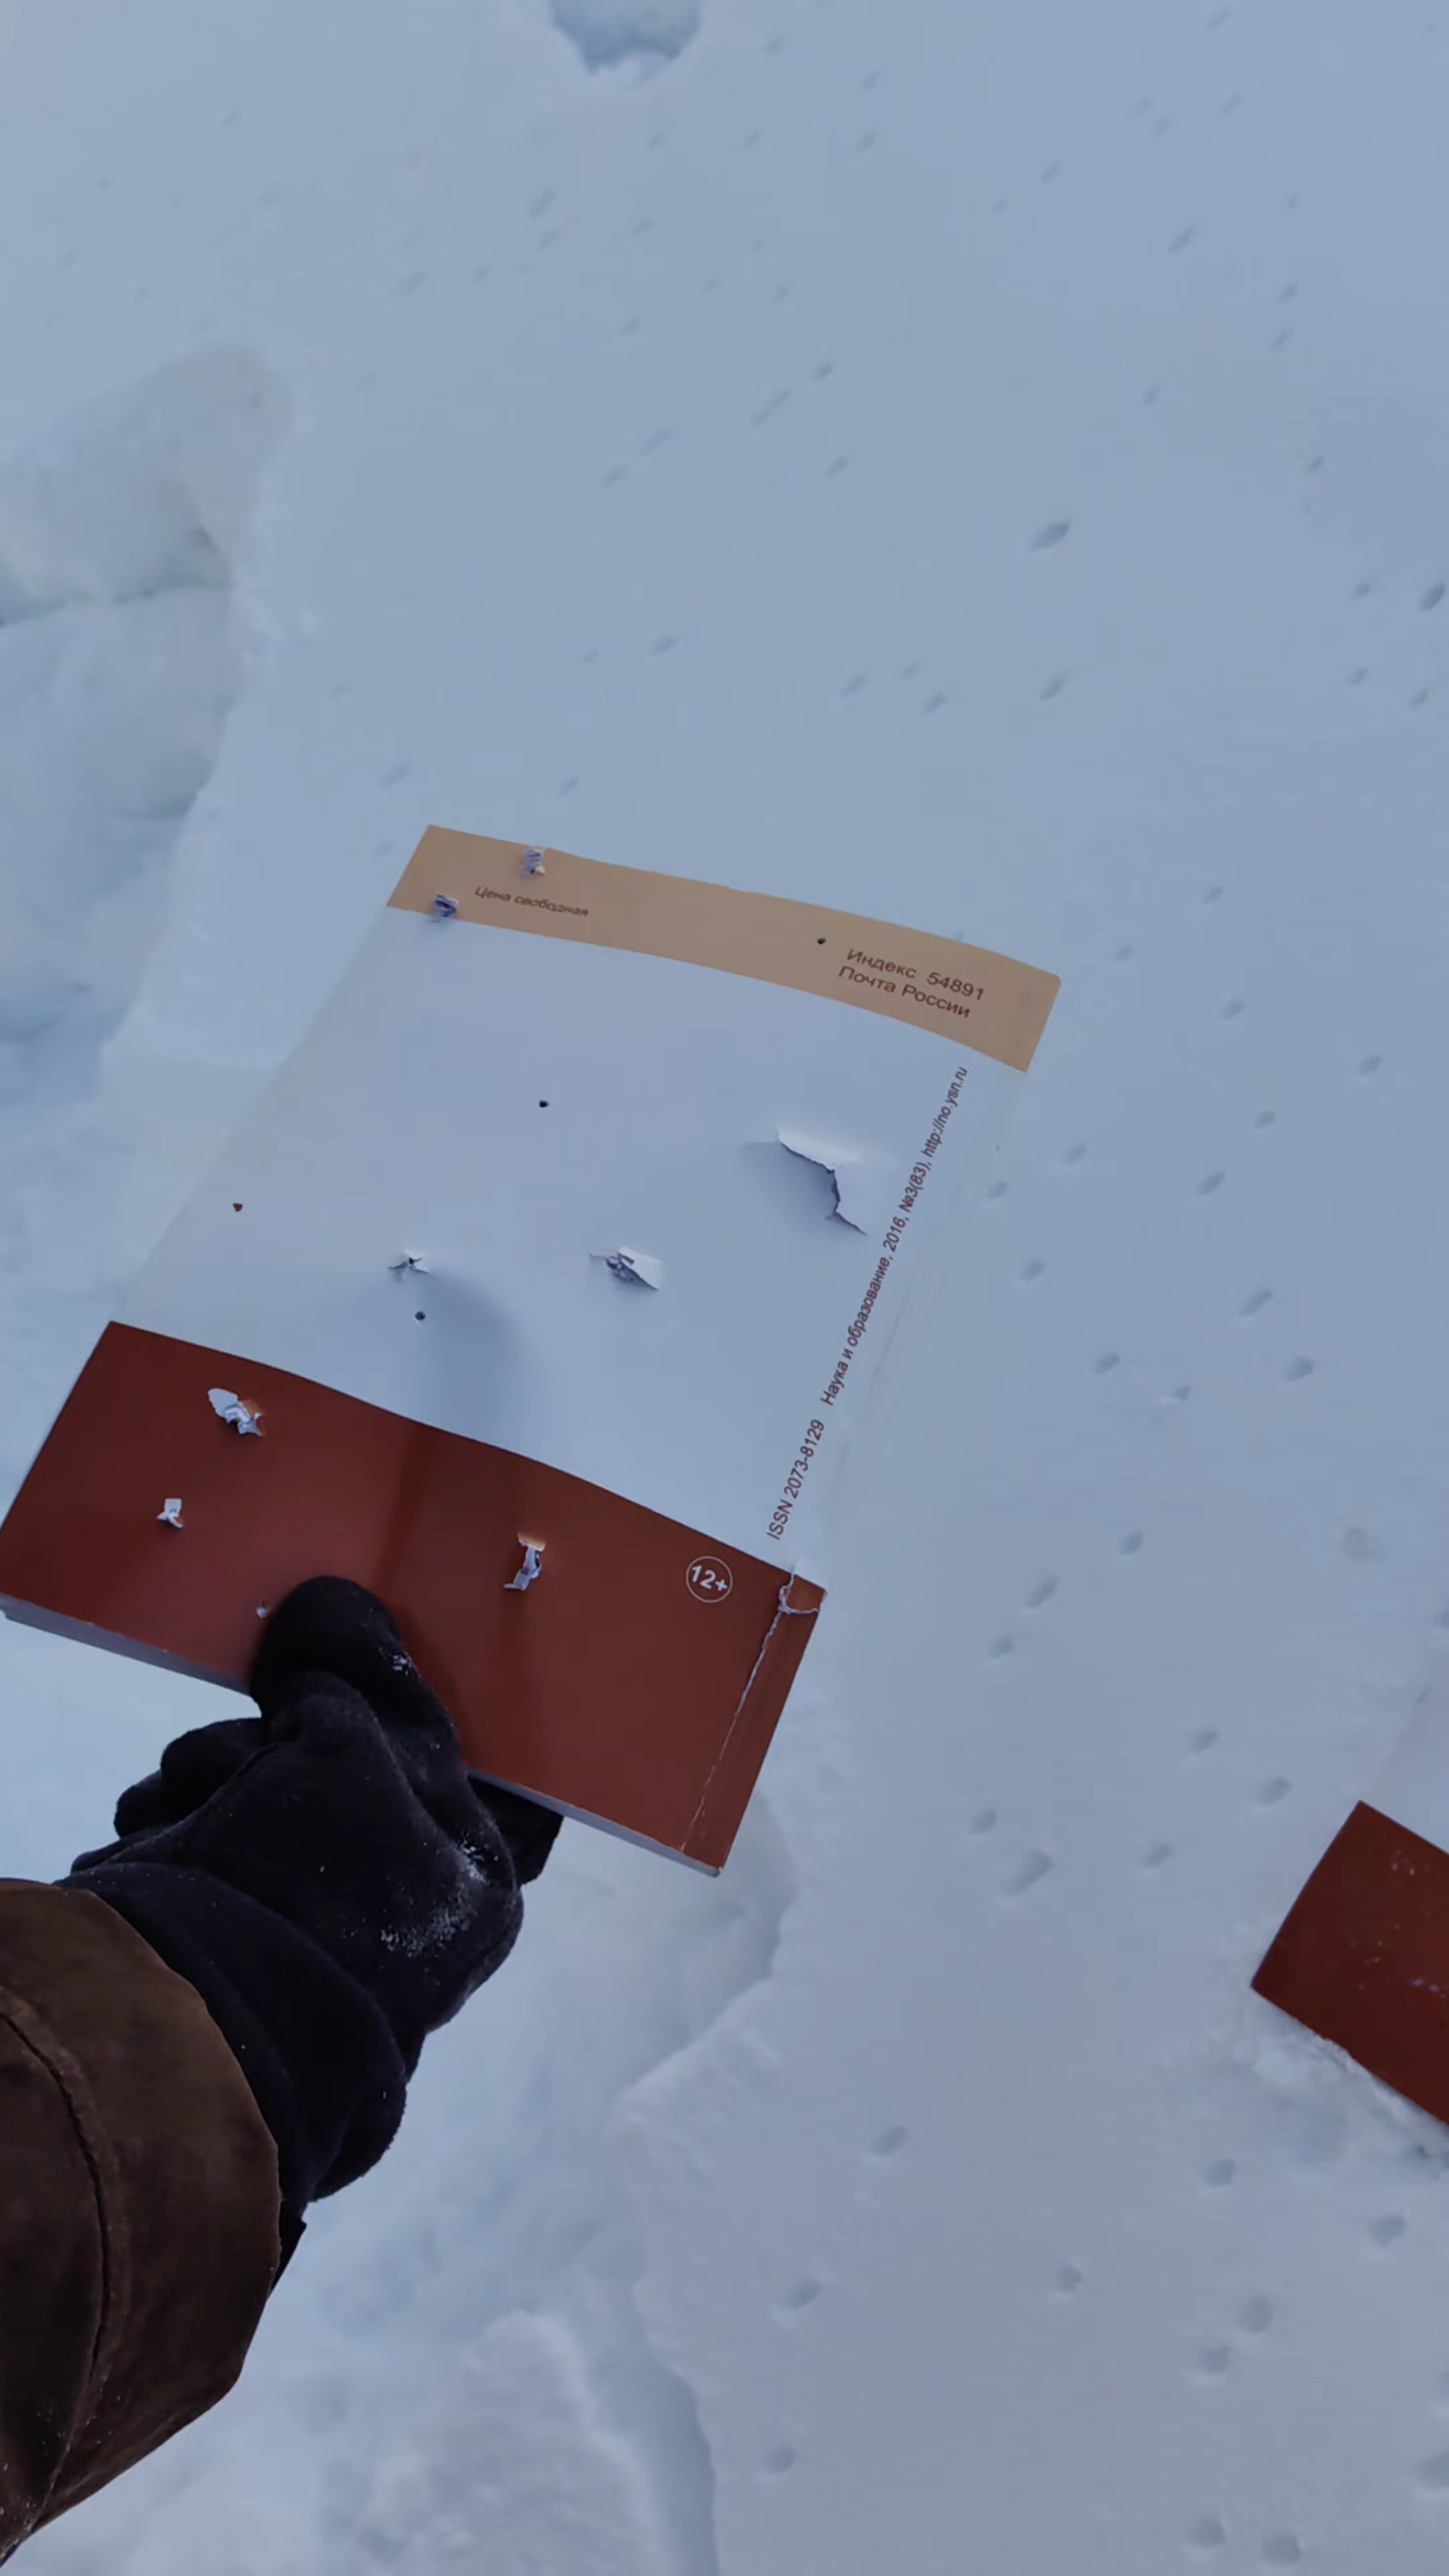 Цена свободная
Индекс 54891
Почта России
ISSN 2073-8129 Наука и образование, 2016, №3(83), http://no.ysn.ru
12+